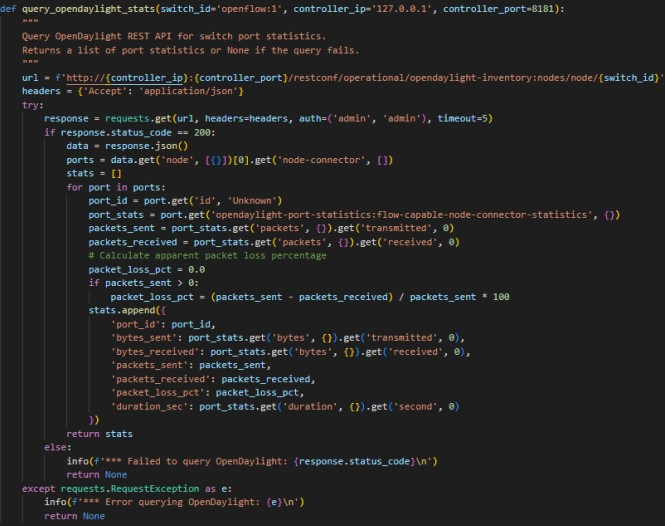 def query_opendaylight_stats(switch_id='openflow:1', controller_ip='127.0.0.1', controller_port=8181):
    """
    Query OpenDaylight REST API for switch port statistics.
    Returns a list of port statistics or None if the query fails.
    """
    url = f'http://{controller_ip}:{controller_port}/restconf/operational/opendaylight-inventory:nodes/node/{switch_id}'
    headers = {'Accept': 'application/json'}
    try:
        response = requests.get(url, headers=headers, auth=('admin', 'admin'), timeout=5)
        if response.status_code == 200:
            data = response.json()
            ports = data.get('node', [{}])[0].get('node-connector', [])
            stats = []
            for port in ports:
                port_id = port.get('id', 'Unknown')
                port_stats = port.get('opendaylight-port-statistics:flow-capable-node-connector-statistics', {})
                packets_sent = port_stats.get('packets', {}).get('transmitted', 0)
                packets_received = port_stats.get('packets', {}).get('received', 0)
                # Calculate apparent packet loss percentage
                packet_loss_pct = 0.0
                if packets_sent > 0:
                    packet_loss_pct = (packets_sent - packets_received) / packets_sent * 100
                stats.append({
                    'port_id': port_id,
                    'bytes_sent': port_stats.get('bytes', {}).get('transmitted', 0),
                    'bytes_received': port_stats.get('bytes', {}).get('received', 0),
                    'packets_sent': packets_sent,
                    'packets_received': packets_received,
                    'packet_loss_pct': packet_loss_pct,
                    'duration_sec': port_stats.get('duration', {}).get('second', 0)
                })
            return stats
        else:
            info(f'*** Failed to query OpenDaylight: {response.status_code}\n')
            return None
    except requests.RequestException as e:
        info(f'*** Error querying OpenDaylight: {e}\n')
        return None